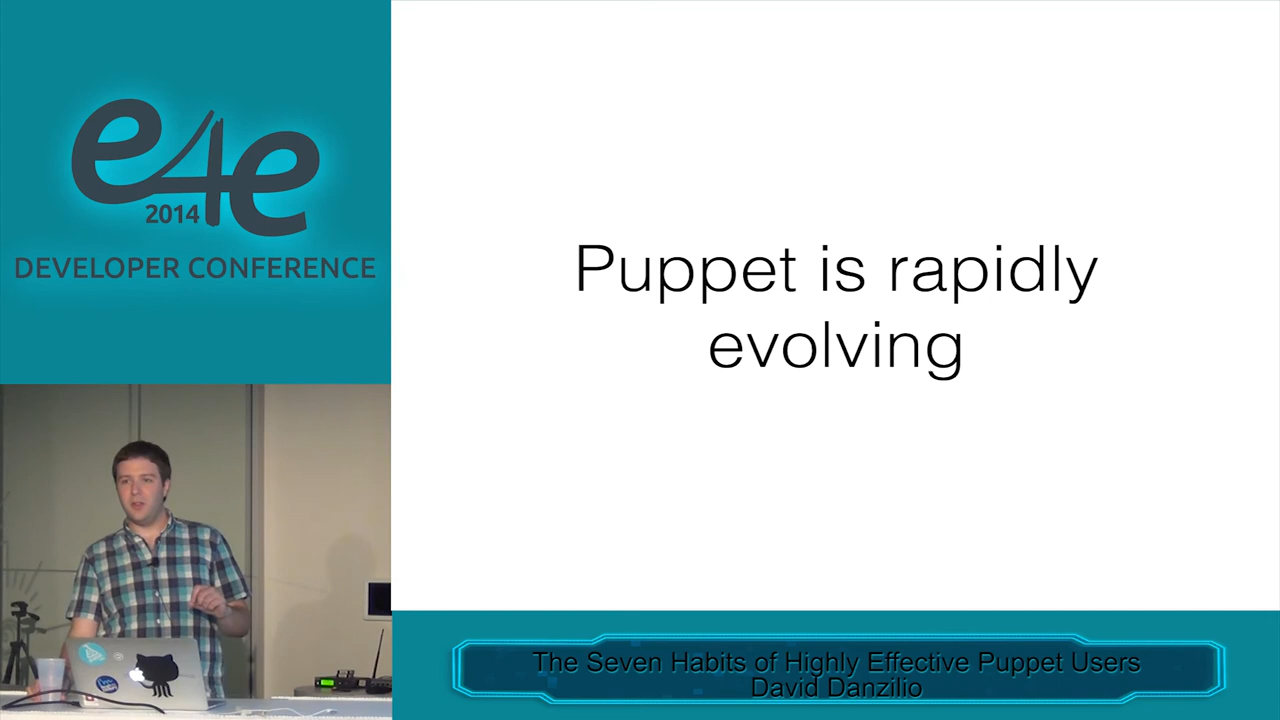 e4e
2014
DEVELOPER CONFERENCE
Puppet is rapidly
evolving
The Seven Habits of Highly Effective Puppet Users
David Danzilio